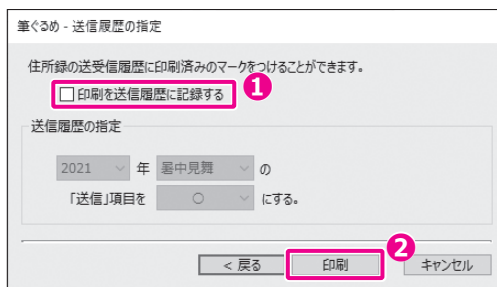 筆ぐるめ - 送信履歴の指定
住所録の送受信履歴に印刷済みのマークをつけることができます。
印刷を送信履歴に記録する
1
送信履歴の指定
2021 年 暑中見舞 の
「送信」項目を ○ にする。
2
< 戻る 印刷 キャンセル